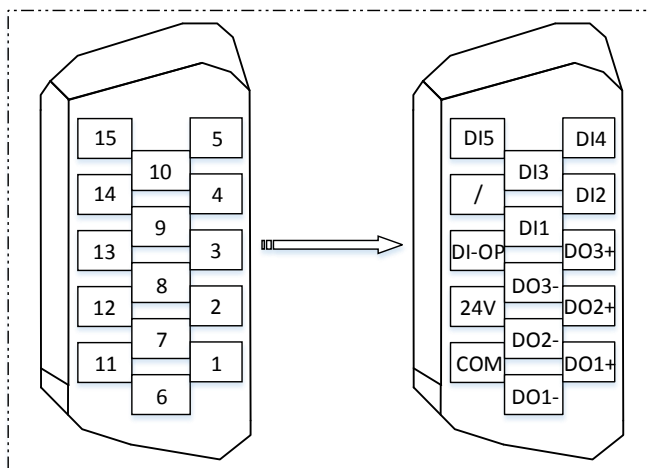 15
5
10
14
4
9
13
3
8
12
2
7
11
1
6
DI5
DI4
DI3
/
DI2
DI1
DI-OP
DO3+
DO3-
24V
DO2+
DO2-
COM
DO1+
DO1-